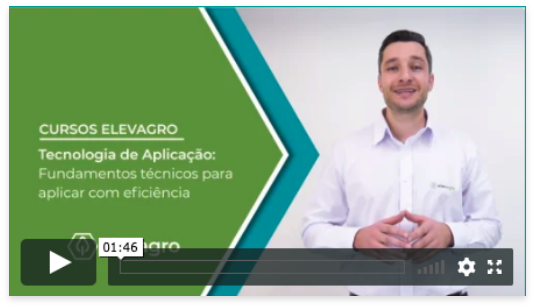 CURSOS ELEVAGRO
Tecnologia de Aplicação:
Fundamentos técnicos para
aplicar com eficiência
01:46